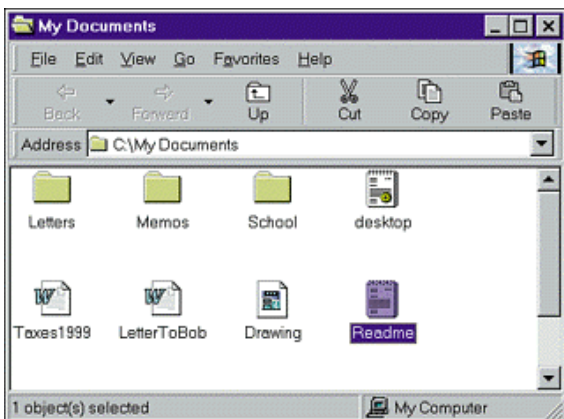 My Documents
File Edit View Go Favorites Help
Back Forward Up Cut Copy Paste
Address C:\My Documents
Letters Memos School desktop
Taxes1999 LetterToBob Drawing Readme
1 object(s) selected My Computer